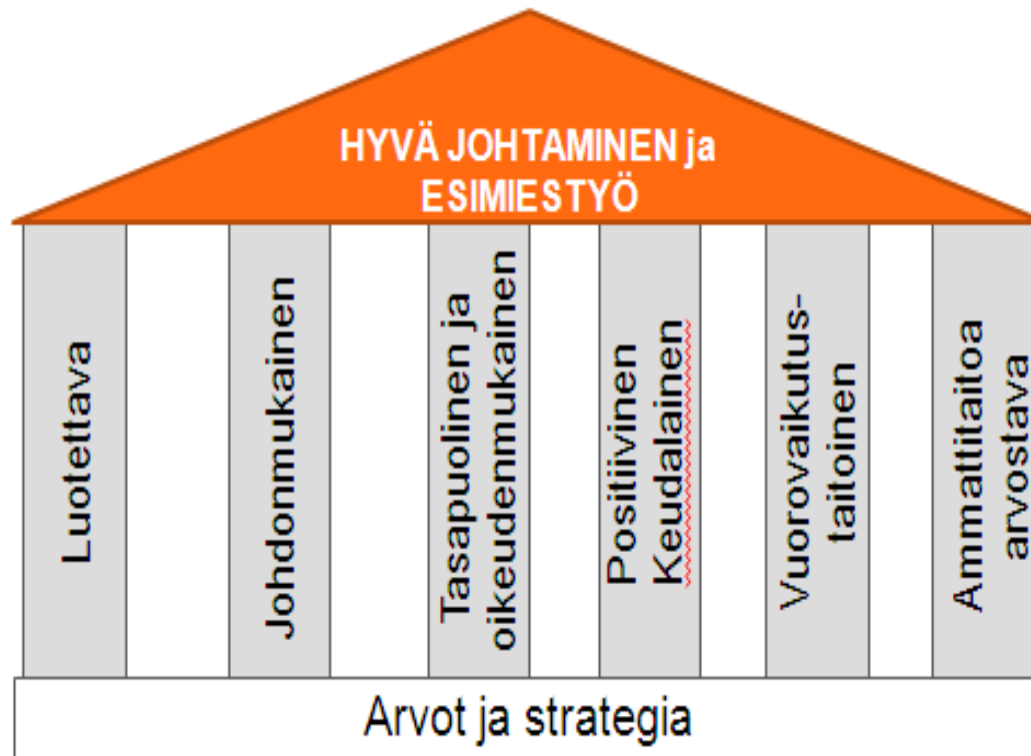 HYVÄ JOHTAMINEN ja
ESIMIESTYÖ
Luotettava
Johdonmukainen
Tasapuolinen ja
oikeudenmukainen
Positiivinen
Keudalainen
Vuorovaikutus-
taitoinen
Ammattitaitoa
arvostava
Arvot ja strategia